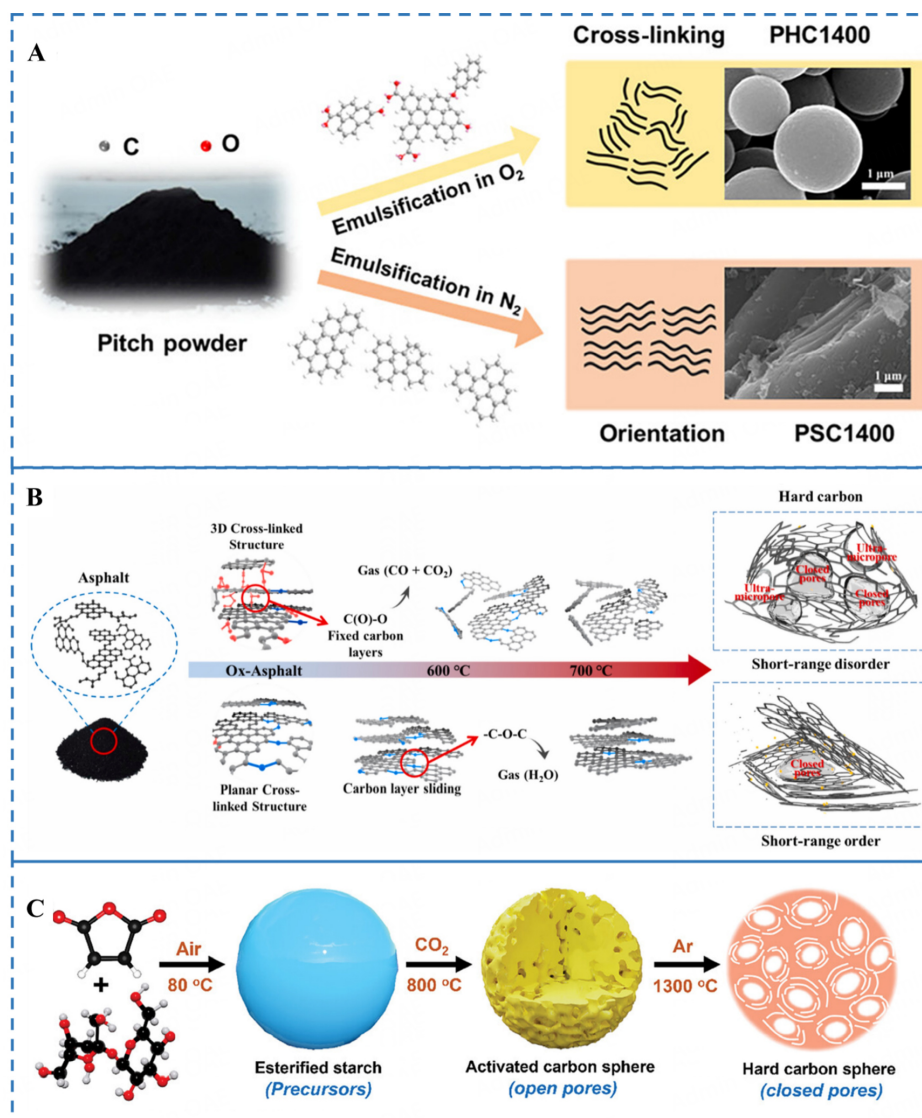 A
Cross-linking PHC1400
C O
Emulsification in O2
1 μm
Pitch powder
Emulsification in N2
1 μm
Orientation PSC1400
B
Hard carbon
3D Cross-linked
Structure
Asphalt
Gas (CO + CO2)
C(O)-O
Fixed carbon
layers
Ultra-
micropore
Closed
pores
Ultra-
micropore
Closed
pores
Short-range disorder
Ox-Asphalt 600 °C 700 °C
-C-O-C
Gas (H2O)
Planar Cross-
linked Structure
Carbon layer sliding
Closed
pores
Short-range order
C
Air
80 °C
CO2
800 °C
Ar
1300 °C
+
Esterified starch
(Precursors)
Activated carbon sphere
(open pores)
Hard carbon sphere
(closed pores)